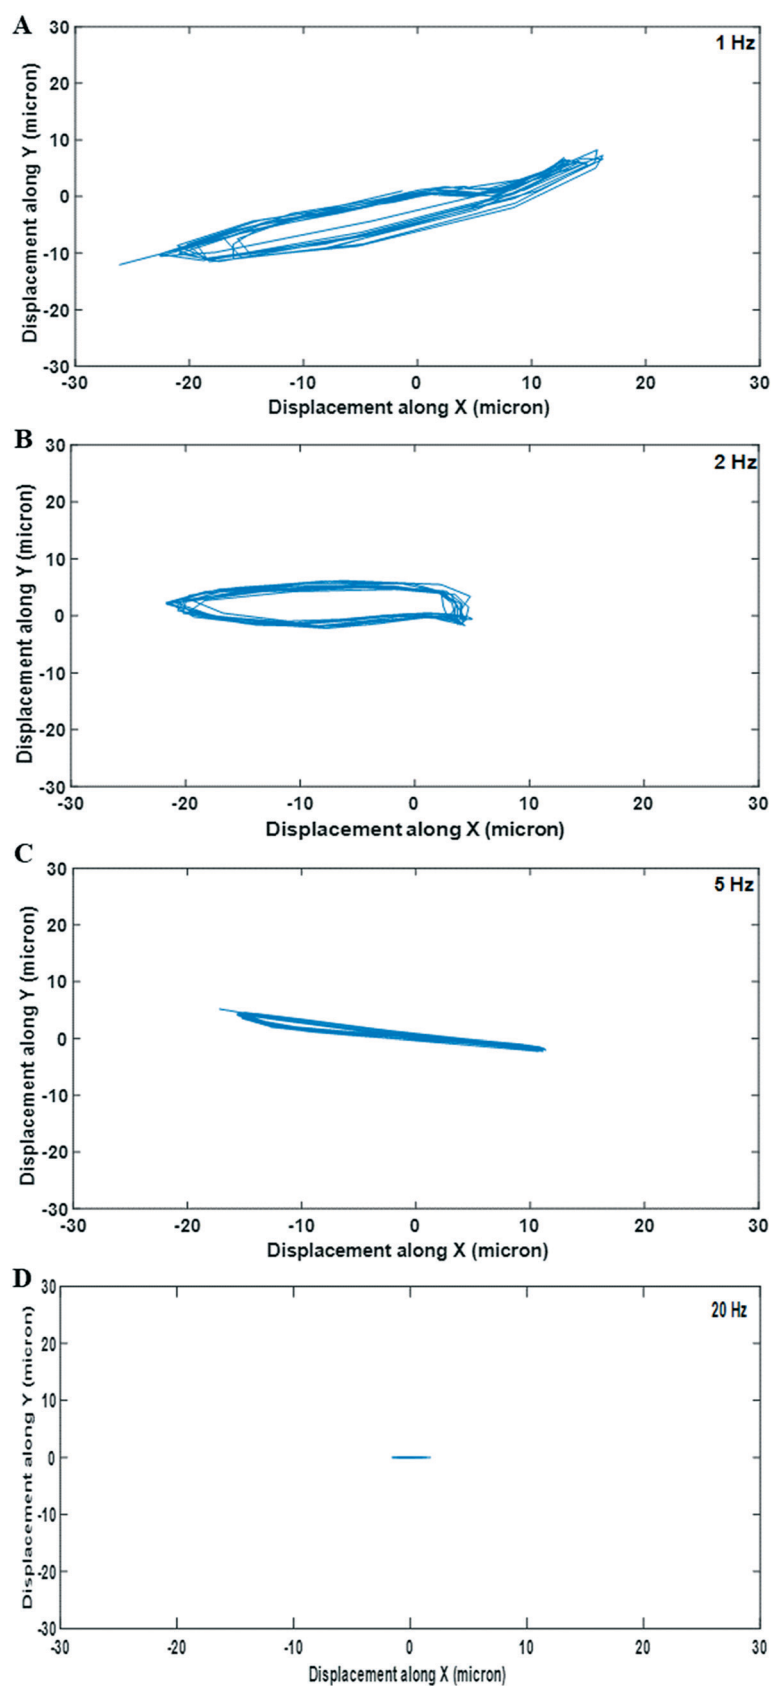 A
1 Hz
Displacement along Y (micron)
30
20
10
0
-10
-20
-30
-30 -20 -10 0 10 20 30
Displacement along X (micron)
B
2 Hz
Displacement along Y (micron)
30
20
10
0
-10
-20
-30
-30 -20 -10 0 10 20 30
Displacement along X (micron)
C
5 Hz
Displacement along Y (micron)
30
20
10
0
-10
-20
-30
-30 -20 -10 0 10 20 30
Displacement along X (micron)
D
20 Hz
Displacement along Y (micron)
30
20
10
0
-10
-20
-30
-30 -20 -10 0 10 20 30
Displacement along X (micron)